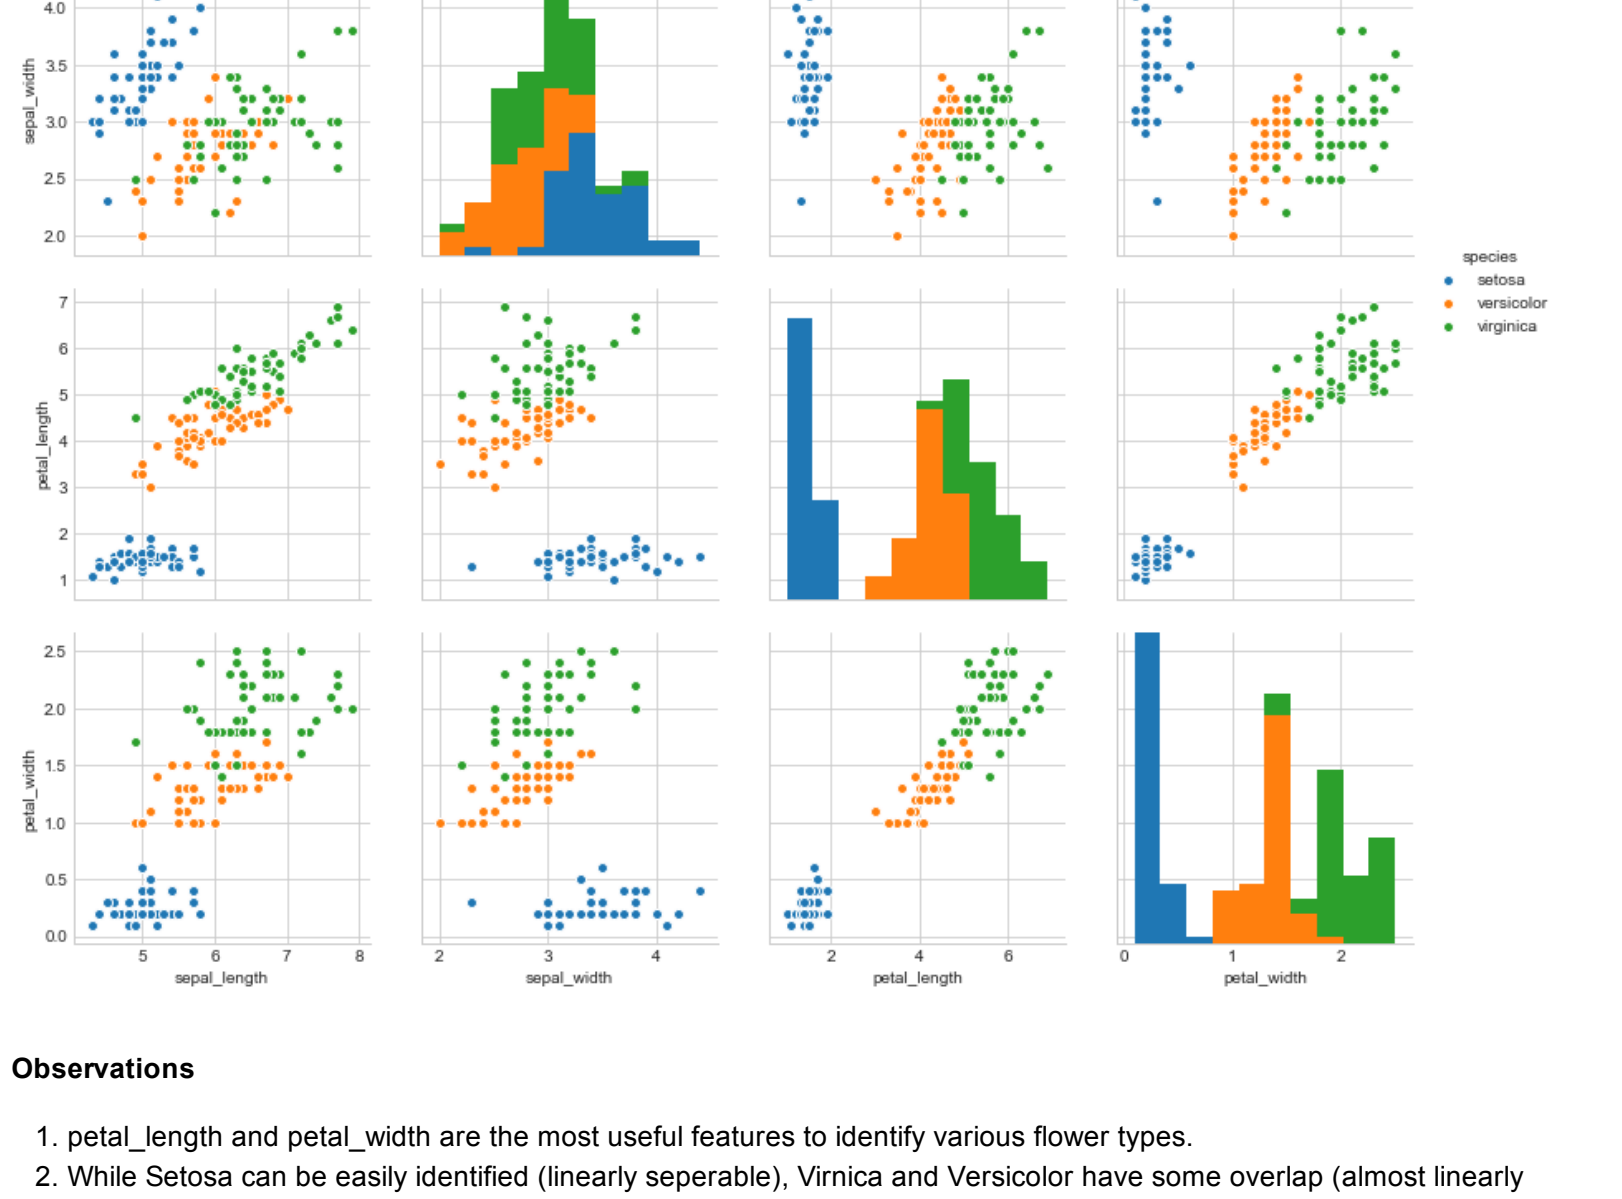 4.0
3.5
3.0
2.5
2.0
sepal_width
species
setosa
versicolor
virginica
7
6
5
4
3
2
1
petal_length
2.5
2.0
1.5
1.0
0.5
0.0
petal_width
5 6 7 8 2 3 4 2 4 6 0 1 2
sepal_length sepal_width petal_length petal_width
Observations
1. petal_length and petal_width are the most useful features to identify various flower types.
2. While Setosa can be easily identified (linearly seperable), Virnica and Versicolor have some overlap (almost linearly